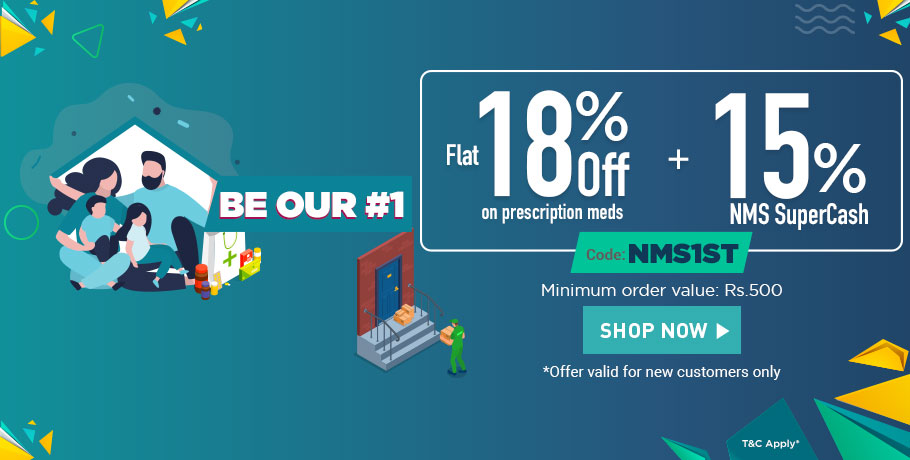 BE OUR #1
Flat 18% Off
on prescription meds
+
15%
NMS SuperCash
Code: NMS1ST
Minimum order value: Rs.500
SHOP NOW ▶
*Offer valid for new customers only
T&C Apply*